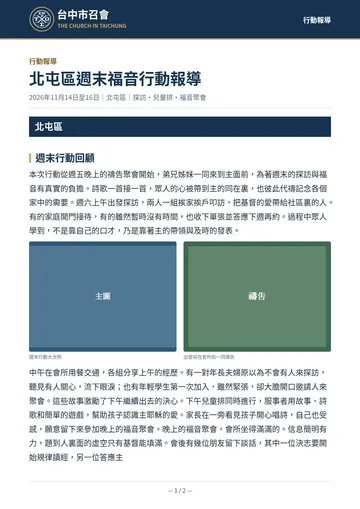 台中市召會
THE CHURCH IN TAICHUNG
行動報導
行動報導
北屯區週末福音行動報導
2026年11月14日至16日｜北屯區｜探訪・兒童排・福音聚會
北屯區
週末行動回顧
本次行動從週五晚上的禱告聚會開始，弟兄姊妹一同來到主面前，為著週末的探訪與福
音有真實的負擔。詩歌一首接一首，眾人的心被帶到主的同在裏，也彼此代禱記念各個
家中的需要。週六上午出發探訪，兩人一組挨家挨戶叩訪，把基督的愛帶給社區裏的人。
有的家庭開門接待，有的雖然暫時沒有時間，也收下單張並答應下週再約。過程中眾人
學到，不是靠自己的口才，乃是靠著主的帶領與及時的發表。
主圖
禱告
週末行動大合照
出發前在會所前一同禱告
中午在會所用餐交通，各組分享上午的經歷。有一對年長夫婦原以為不會有人來探訪，
聽見有人關心，流下眼淚；也有年輕學生第一次加入，雖然緊張，卻大膽開口邀請人來
聚會。這些故事激勵了下午繼續出去的決心。下午兒童排同時進行，服事者用故事、詩
歌和簡單的遊戲，幫助孩子認識主耶穌的愛。家長在一旁看見孩子開心唱詩，自己也受
感，願意留下來參加晚上的福音聚會。晚上的福音聚會，會所坐得滿滿的。信息簡明有
力，題到人裏面的虛空只有基督能填滿。會後有幾位朋友留下談話，其中一位決志要開
始規律讀經，另一位答應主
— 1 / 2 —